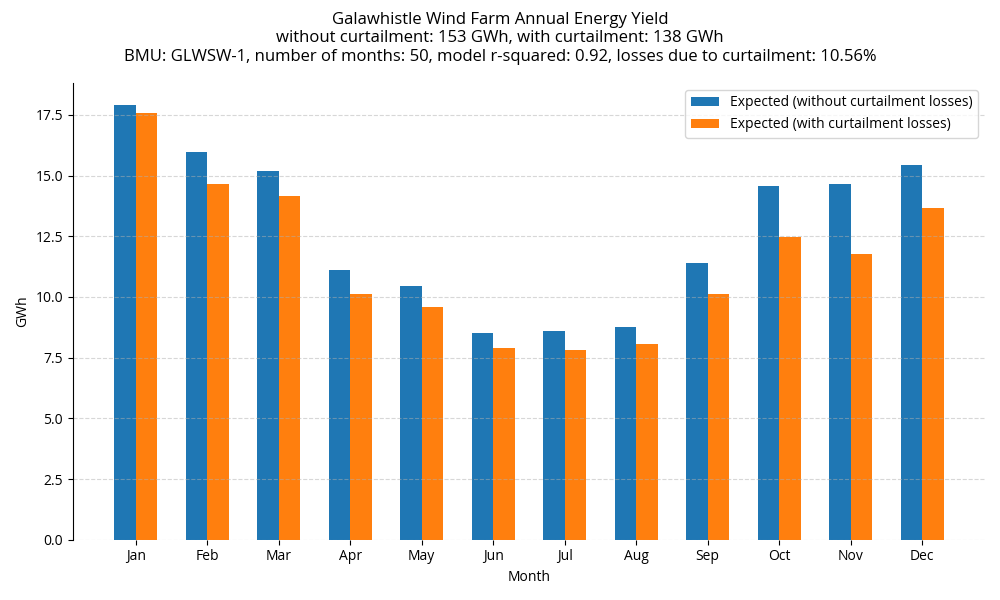 Galawhistle Wind Farm Annual Energy Yield
without curtailment: 153 GWh, with curtailment: 138 GWh
BMU: GLWSW-1, number of months: 50, model r-squared: 0.92, losses due to curtailment: 10.56%
Expected (without curtailment losses)
Expected (with curtailment losses)
GWh
17.5
15.0
12.5
10.0
7.5
5.0
2.5
0.0
Jan Feb Mar Apr May Jun Jul Aug Sep Oct Nov Dec
Month